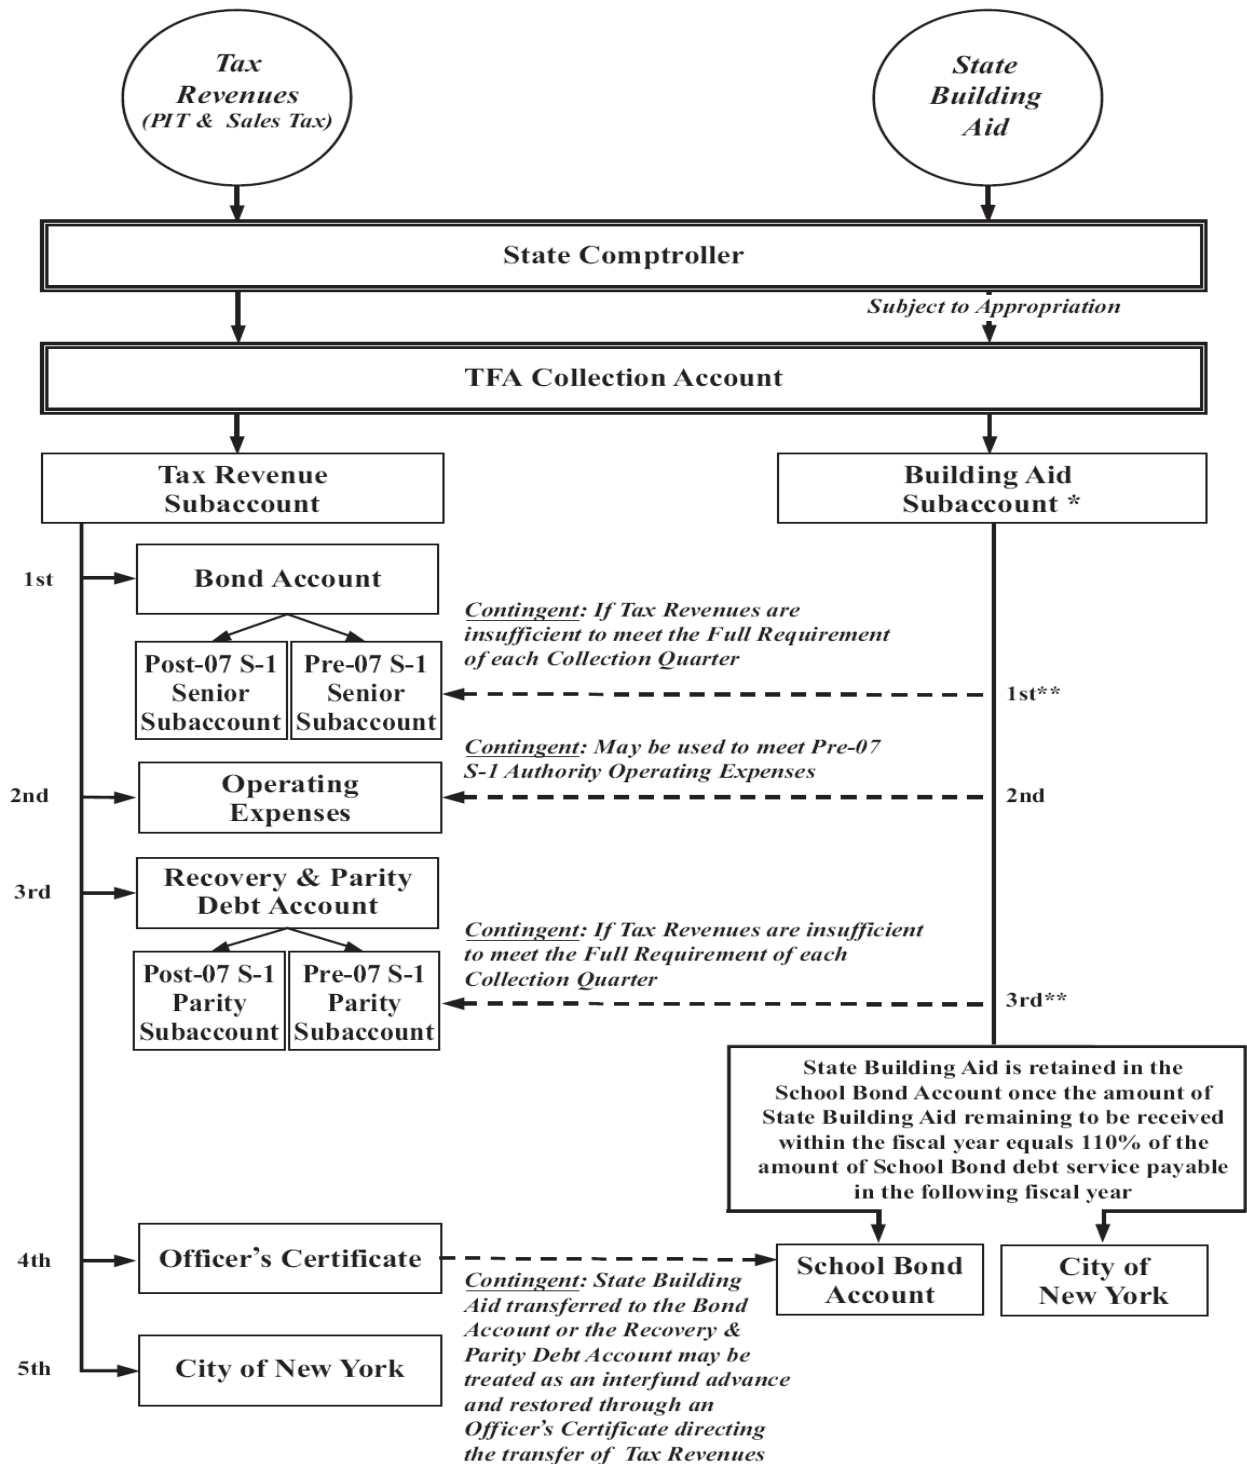 Tax
Revenues
(PIT & Sales Tax)
State
Building
Aid
State Comptroller
Subject to Appropriation
TFA Collection Account
Tax Revenue
Subaccount
Building Aid
Subaccount *
1st
Bond Account
Contingent: If Tax Revenues are
insufficient to meet the Full Requirement
of each Collection Quarter
Post-07 S-1
Senior
Subaccount
Pre-07 S-1
Senior
Subaccount
1st**
Contingent: May be used to meet Pre-07
S-1 Authority Operating Expenses
2nd
Operating
Expenses
2nd
3rd
Recovery & Parity
Debt Account
Contingent: If Tax Revenues are insufficient
to meet the Full Requirement of each
Collection Quarter
Post-07 S-1
Parity
Subaccount
Pre-07 S-1
Parity
Subaccount
3rd**
State Building Aid is retained in the
School Bond Account once the amount of
State Building Aid remaining to be received
within the fiscal year equals 110% of the
amount of School Bond debt service payable
in the following fiscal year
4th
Officer's Certificate
School Bond
Account
City of
New York
Contingent: State Building
Aid transferred to the Bond
Account or the Recovery &
Parity Debt Account may be
treated as an interfund advance
and restored through an
Officer's Certificate directing
the transfer of Tax Revenues
5th
City of New York